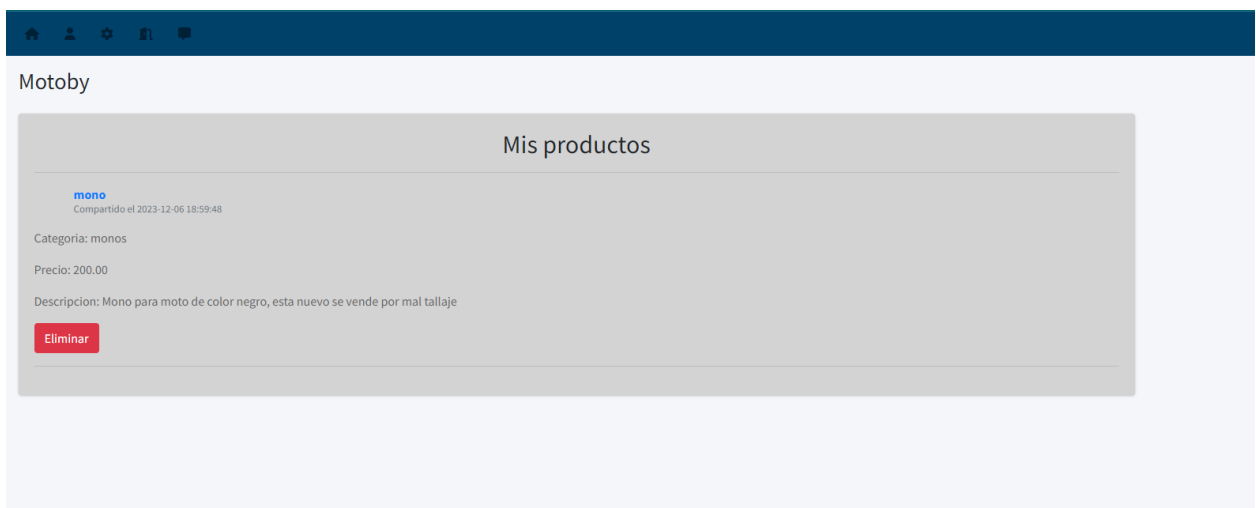 Motoby
Mis productos
mono
Compartido el 2023-12-06 18:59:48
Categoria: monos
Precio: 200.00
Descripcion: Mono para moto de color negro, esta nuevo se vende por mal tallaje
Eliminar